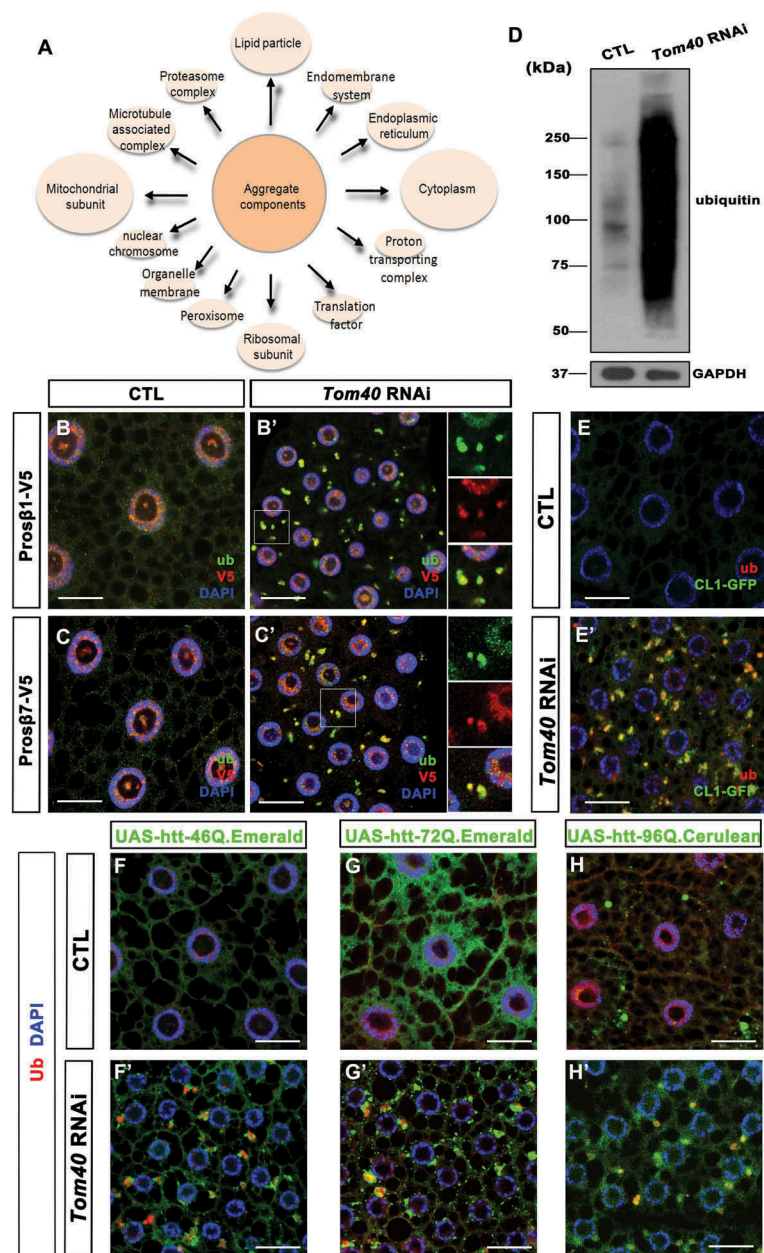 A
Lipid particle
Proteasome
complex
Endomembrane
system
Microtubule
associated
complex
Endoplasmic
reticulum
Mitochondrial
subunit
Aggregate
components
Cytoplasm
nuclear
chromosome
Proton
transporting
complex
Organelle
membrane
Peroxisome
Translation
factor
Ribosomal
subunit
D
CTL
Tom40 RNAi
(kDa)
250
150
100
75
50
37
ubiquitin
GAPDH
CTL
Tom40 RNAi
Prosβ1-V5
B
ub
V5
DAPI
B'
ub
V5
DAPI
Prosβ7-V5
C
ub
V5
DAPI
C'
ub
V5
DAPI
CTL
E
ub
CL1-GFP
Tom40 RNAi
E'
ub
CL1-GFP
UAS-htt-46Q.Emerald
UAS-htt-72Q.Emerald
UAS-htt-96Q.Cerulean
Ub DAPI
CTL
F
G
H
Tom40 RNAi
F'
G'
H'